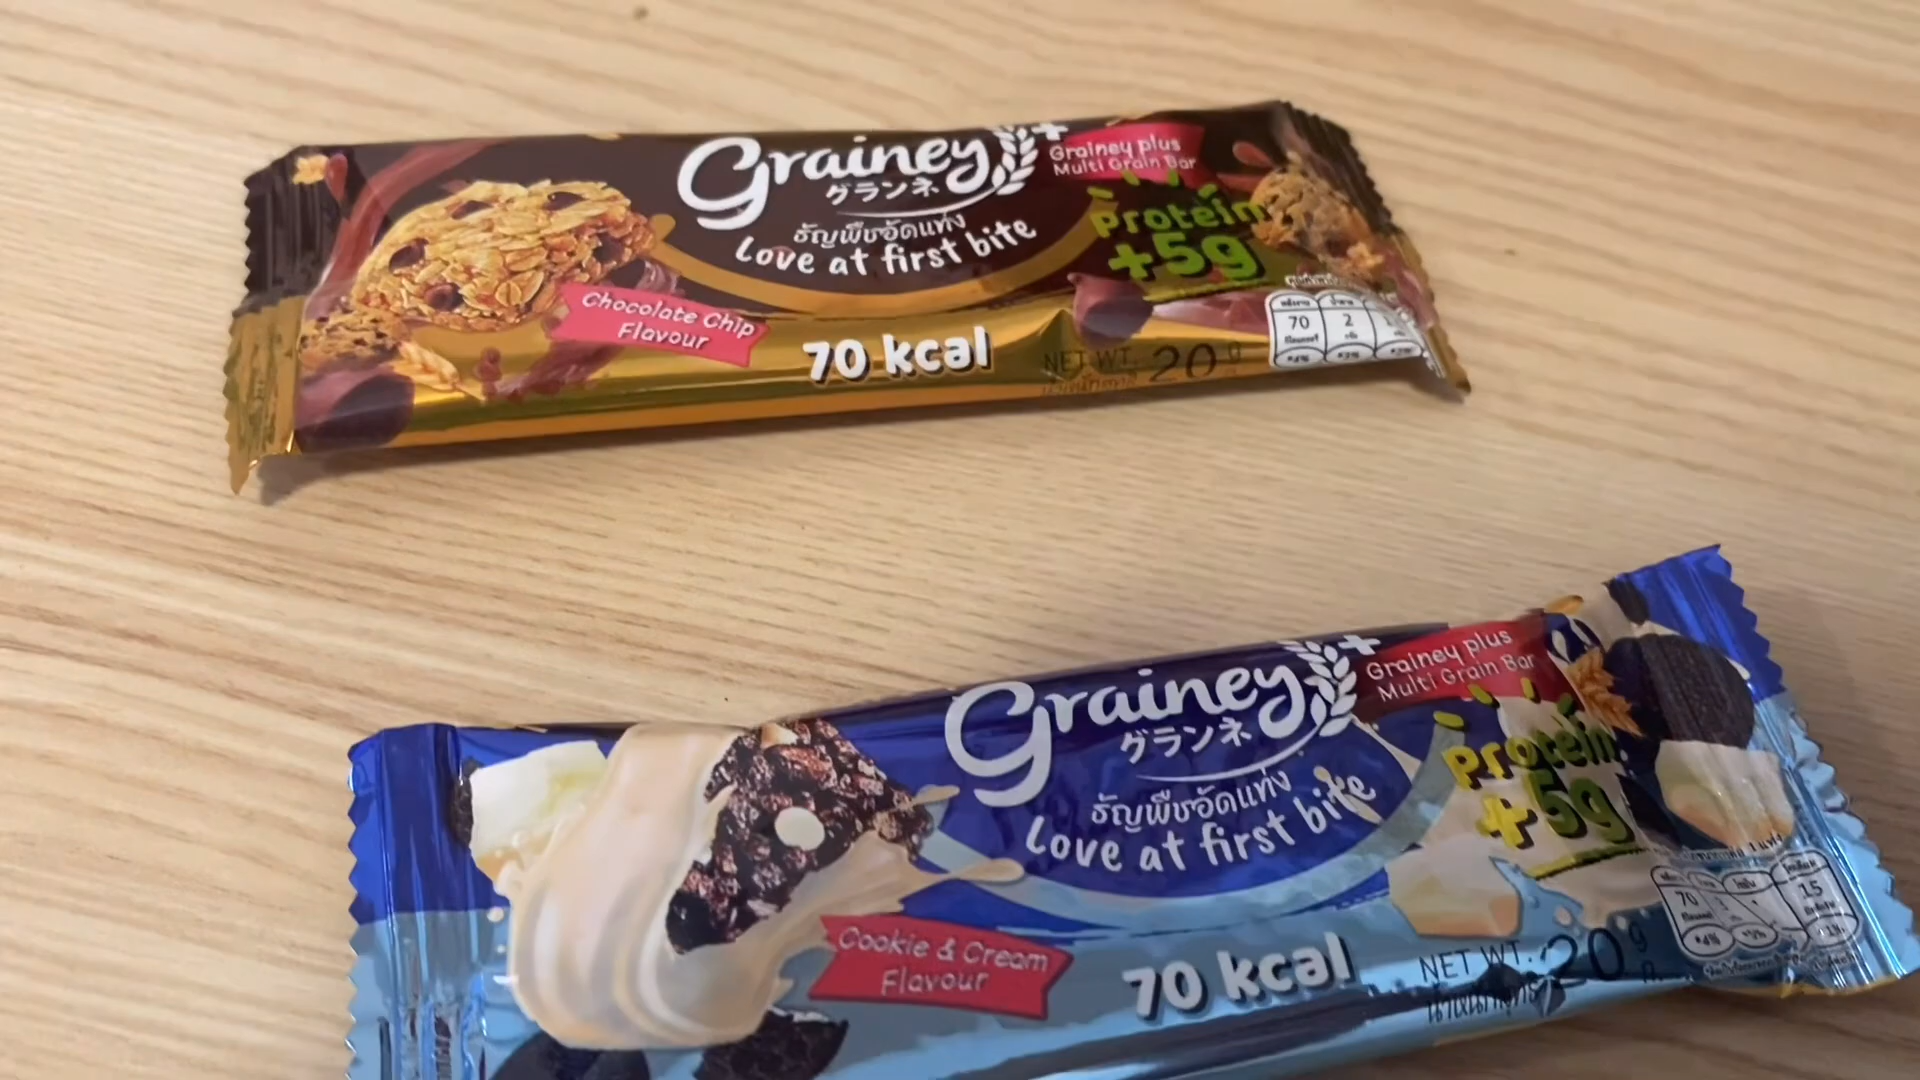 Grainey+
グランネ
ธัญพืชอัดแท่ง
Love at first bite
Grainey plus
Multi Grain Bar
Protein
+5g
Chocolate Chip
Flavour
70 kcal
NET WT. 20 g
70 2
Grainey+
グランネ
ธัญพืชอัดแท่ง
Love at first bite
Grainey plus
Multi Grain Bar
Protein
+5g
Cookie & Cream
Flavour
70 kcal
NET WT. 20 g
70 15